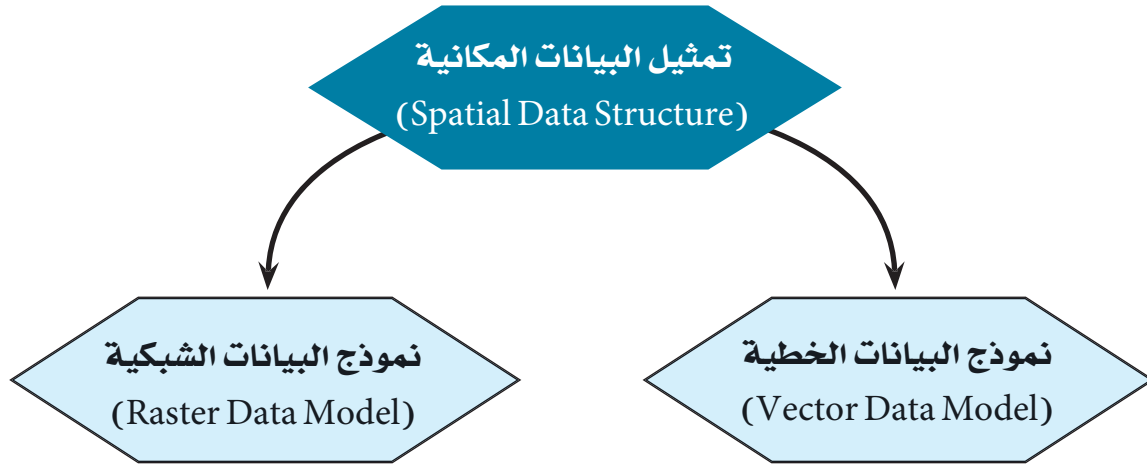 تمثيل البيانات المكانية
(Spatial Data Structure)
نموذج البيانات الخطية
(Vector Data Model)
نموذج البيانات الشبكية
(Raster Data Model)